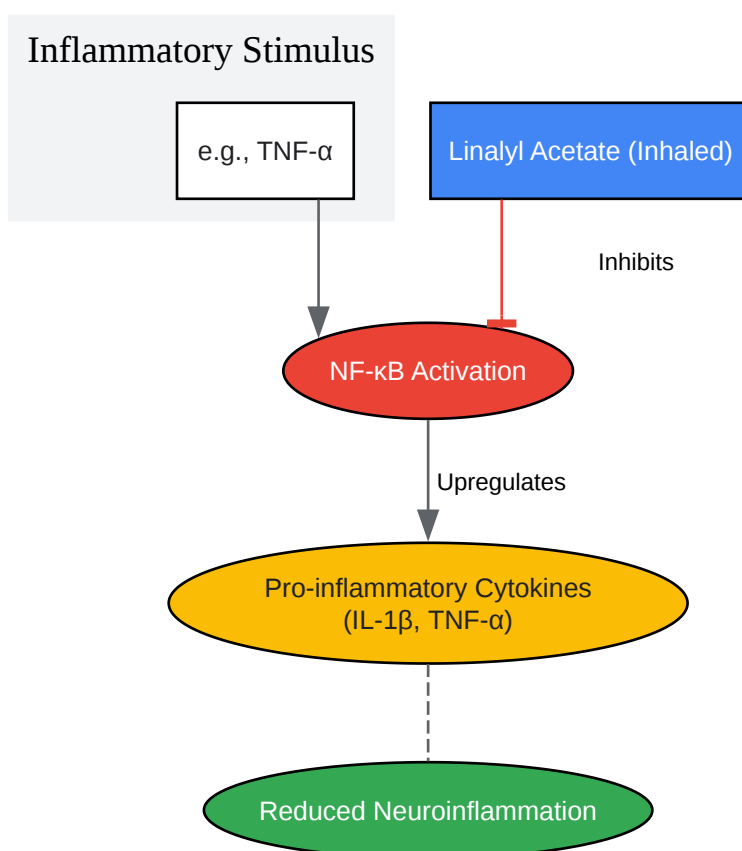 Inflammatory Stimulus
e.g., TNF-α
Linalyl Acetate (Inhaled)
Inhibits
NF-κB Activation
Upregulates
Pro-inflammatory Cytokines
(IL-1β, TNF-α)
Reduced Neuroinflammation